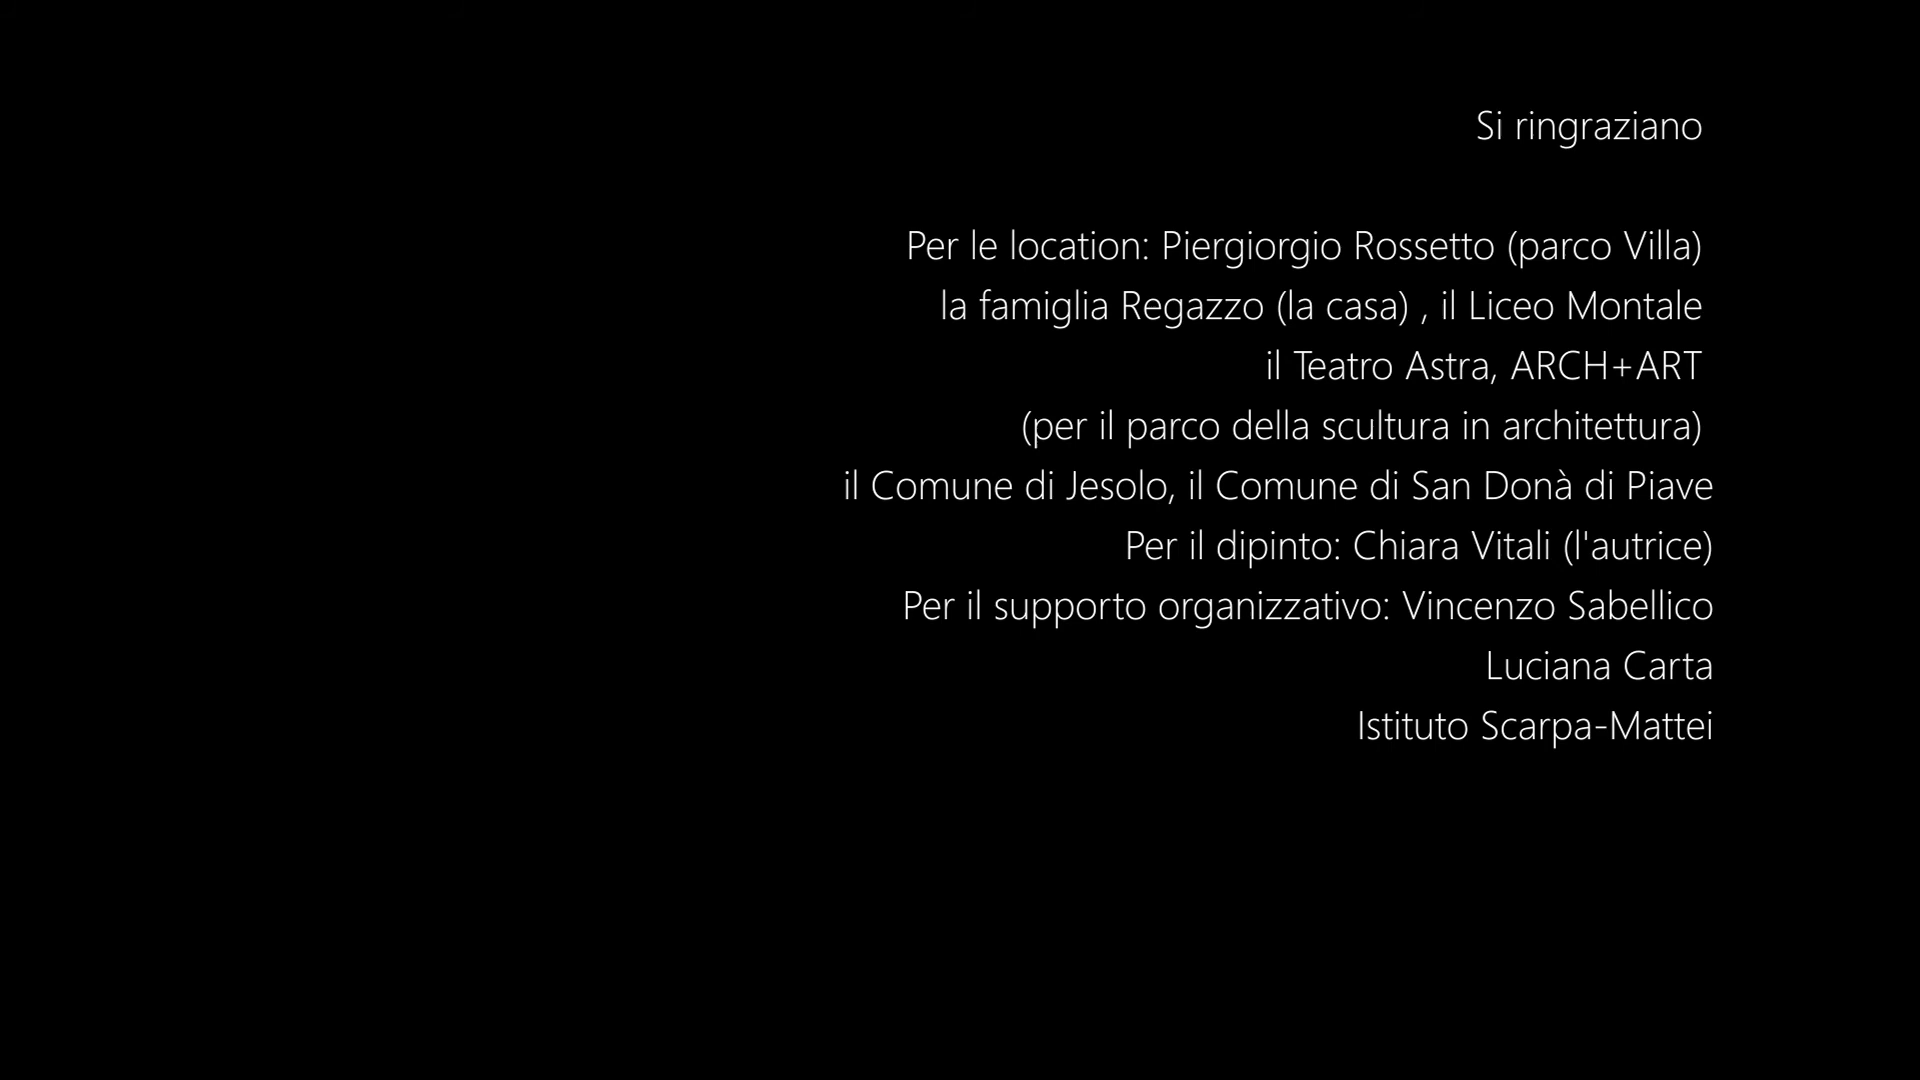 Si ringraziano
Per le location: Piergiorgio Rossetto (parco Villa)
la famiglia Regazzo (la casa) , il Liceo Montale
il Teatro Astra, ARCH+ART
(per il parco della scultura in architettura)
il Comune di Jesolo, il Comune di San Donà di Piave
Per il dipinto: Chiara Vitali (l'autrice)
Per il supporto organizzativo: Vincenzo Sabellico
Luciana Carta
Istituto Scarpa-Mattei